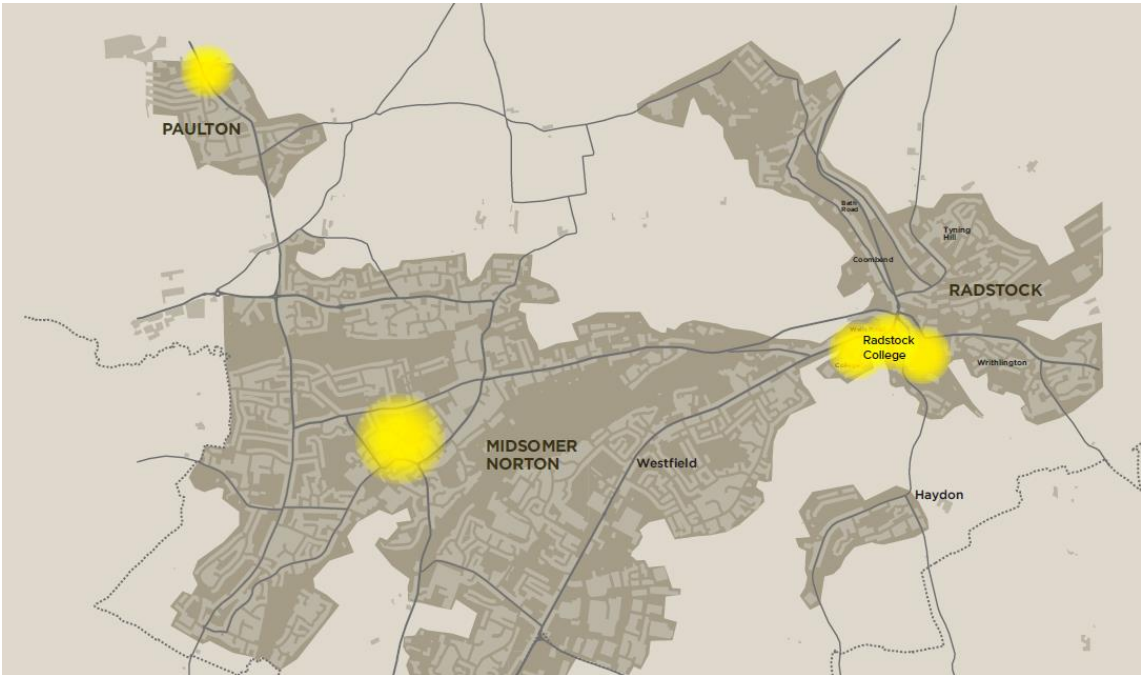 PAULTON
Bath
Road
Tyning
Hill
Coombend
RADSTOCK
Radstock
College
Writhlington
MIDSOMER
NORTON
Westfield
Haydon